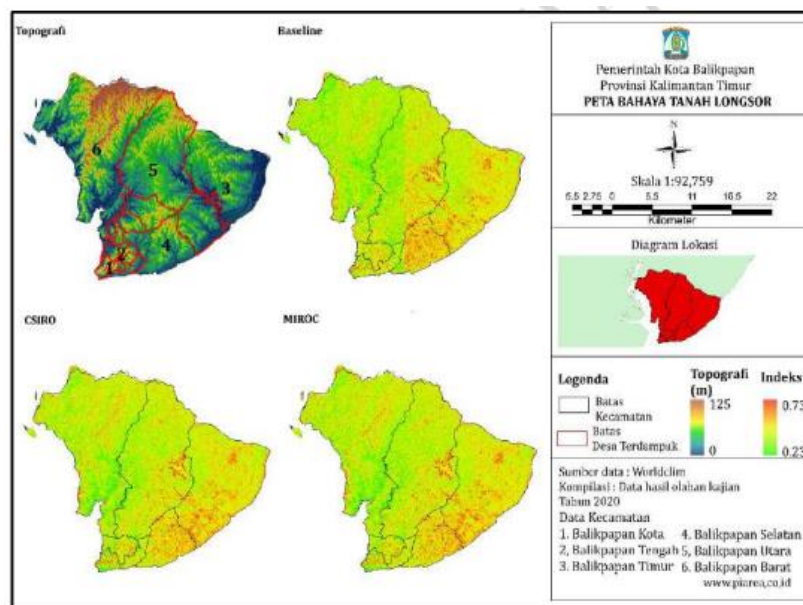 Topografi
Baseline
6
5
3
4
2
1
CSIRO
MIROC
Pemerintah Kota Balikpapan
Provinsi Kalimantan Timur
PETA BAHAYA TANAH LONGSOR
N
Skala 1:92,759
5.5 2.75 0 5.5 11 16.5 22
Kilometer
Diagram Lokasi
Legenda
Batas
Kecamatan
Batas
Desa Terdampak
Topografi
(m)
125
0
Indeks
0.73
0.23
Sumber data : Worldclim
Kompilasi : Data hasil olahan kajian
Tahun 2020
Data Kecamatan
1. Balikpapan Kota 4. Balikpapan Selatan
2, Balikpapan Tengah 5, Balikpapan Utara
3. Balikpapan Timur 6. Balikpapan Barat
www.piarea.co.id